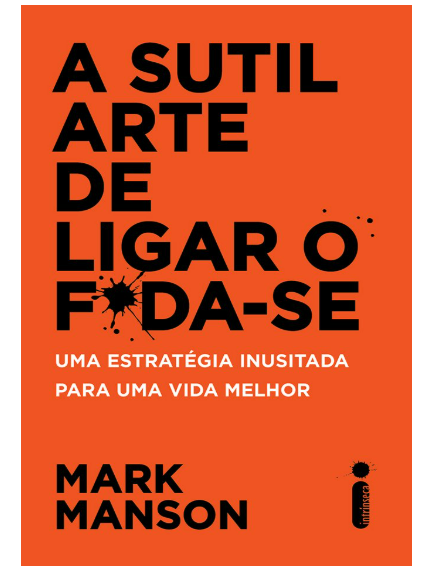 A SUTIL
ARTE
DE
LIGAR O
F*DA-SE
UMA ESTRATÉGIA INUSITADA
PARA UMA VIDA MELHOR
MARK
MANSON
intrínseca